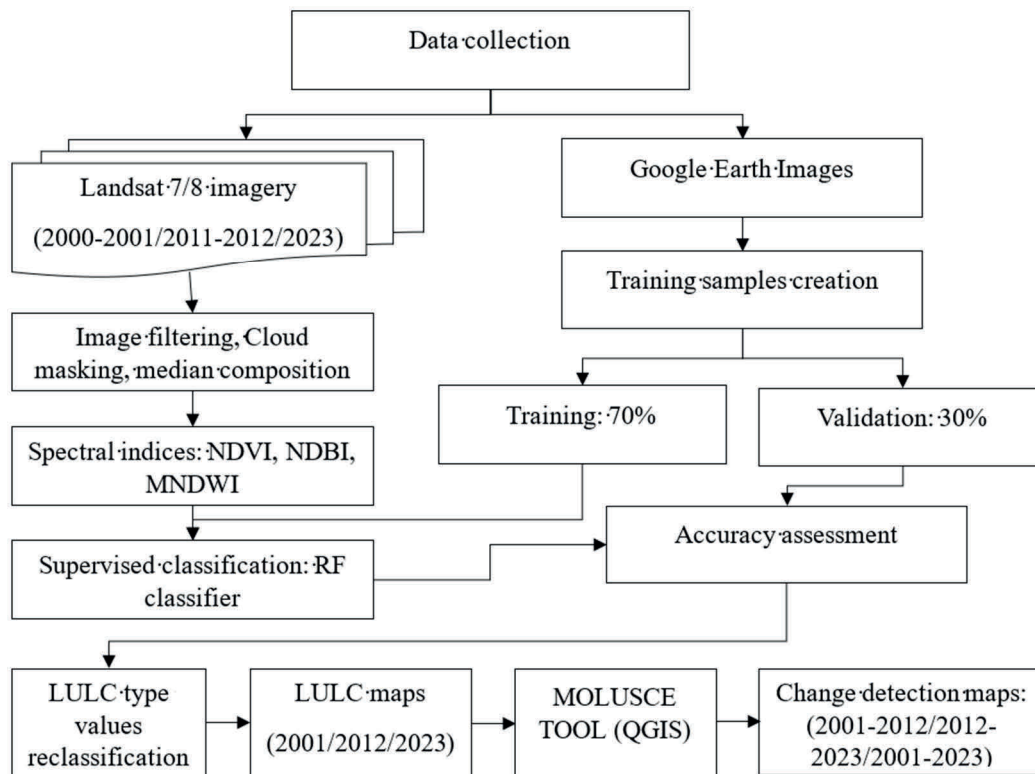 Data collection
Landsat 7/8 imagery
(2000-2001/2011-2012/2023)
Google Earth Images
Training samples creation
Image filtering, Cloud
masking, median composition
Training: 70%
Validation: 30%
Spectral indices: NDVI, NDBI,
MNDWI
Accuracy assessment
Supervised classification: RF
classifier
LULC type
values
reclassification
LULC maps
(2001/2012/2023)
MOLUSCE
TOOL (QGIS)
Change detection maps:
(2001-2012/2012-
2023/2001-2023)